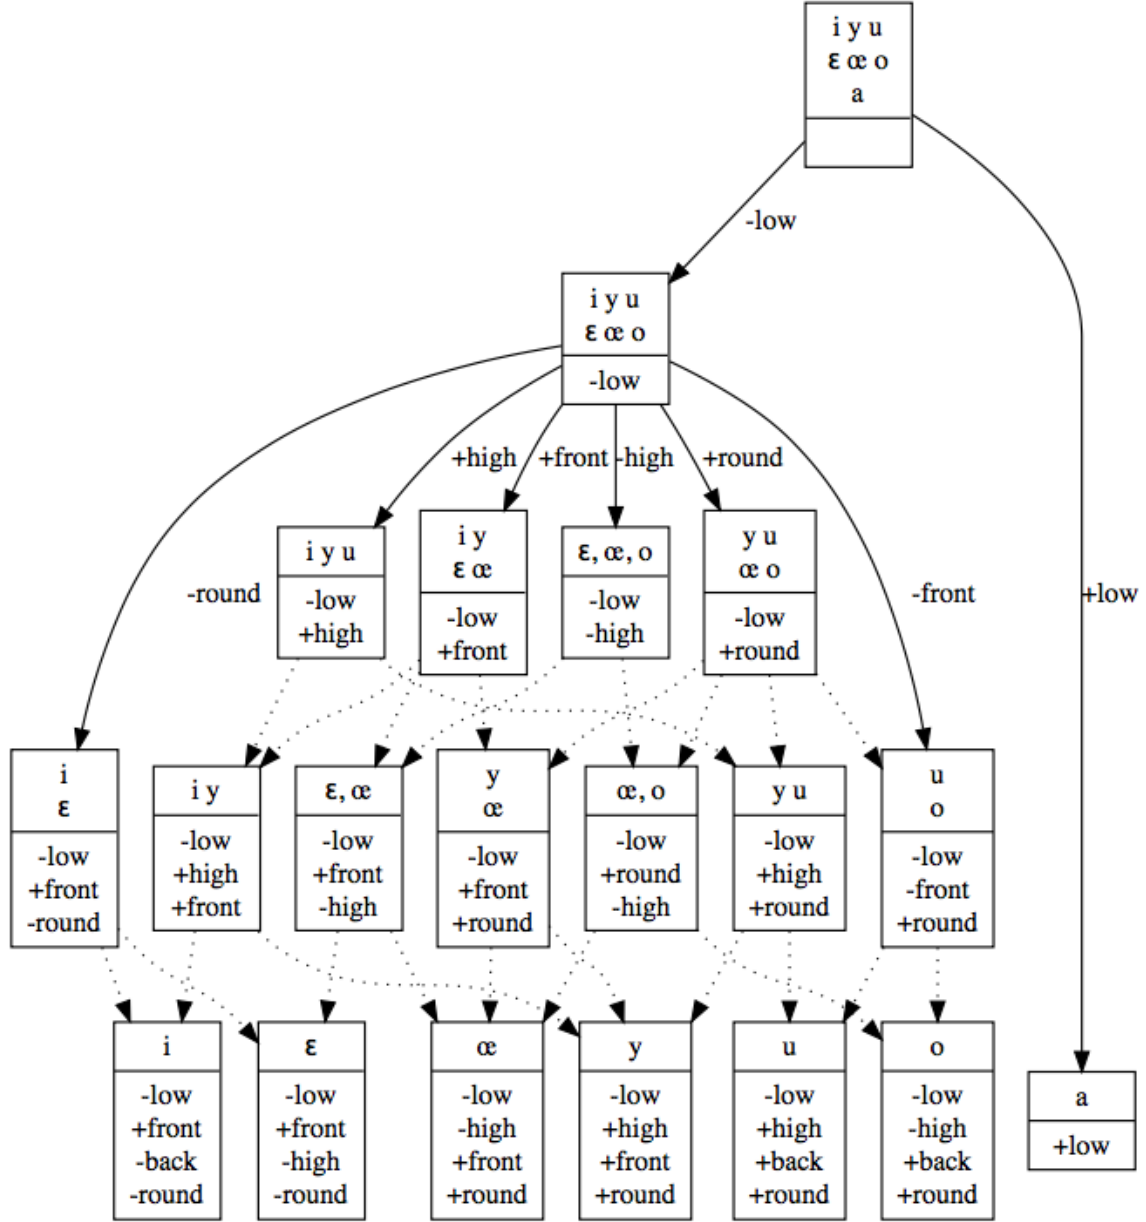 i y u
ɛ œ o
a
-low
i y u
ɛ œ o
-low
+high
+front
-high
+round
-round
-front
+low
i y u
-low
+high
i y
ɛ œ
-low
+front
ɛ, œ, o
-low
-high
y u
œ o
-low
+round
i
ɛ
-low
+front
-round
i y
-low
+high
+front
ɛ, œ
-low
+front
-high
y
œ
-low
+front
+round
œ, o
-low
+round
-high
y u
-low
+high
+round
u
o
-low
-front
+round
i
-low
+front
-back
-round
ɛ
-low
+front
-high
-round
œ
-low
-high
+front
+round
y
-low
+high
+front
+round
u
-low
+high
+back
+round
o
-low
-high
+back
+round
a
+low